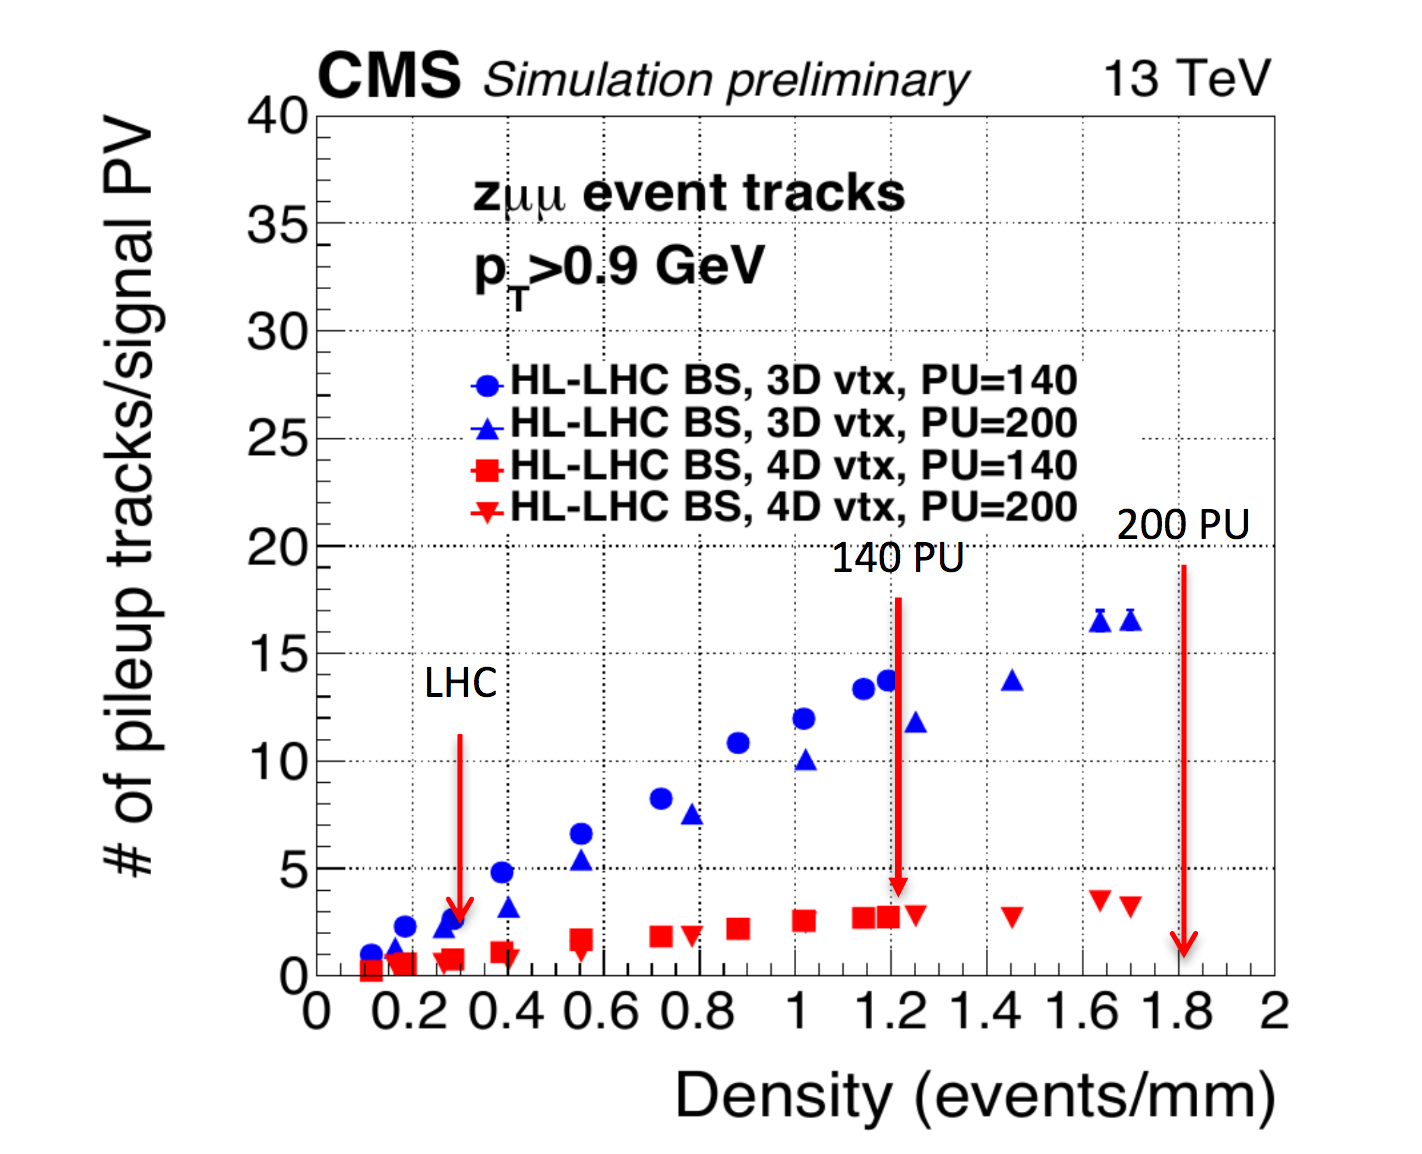 CMS Simulation preliminary 13 TeV
# of pileup tracks/signal PV
40
35
30
25
20
15
10
5
0
zμμ event tracks
pT>0.9 GeV
HL-LHC BS, 3D vtx, PU=140
HL-LHC BS, 3D vtx, PU=200
HL-LHC BS, 4D vtx, PU=140
HL-LHC BS, 4D vtx, PU=200
200 PU
140 PU
LHC
0 0.2 0.4 0.6 0.8 1 1.2 1.4 1.6 1.8 2
Density (events/mm)